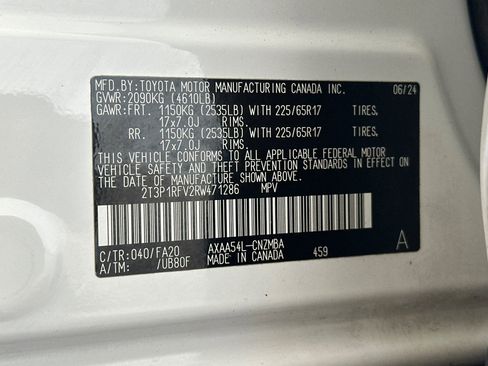 MFD.BY:TOYOTA MOTOR MANUFACTURING CANADA INC. 06/24
GVWR:2090KG (4610LB)
GAWR:FRT. 1150KG (2535LB) WITH 225/65R17 TIRES,
17x7.0J RIMS.
RR. 1150KG (2535LB) WITH 225/65R17 TIRES,
17x7.0J RIMS.
THIS VEHICLE CONFORMS TO ALL APPLICABLE FEDERAL MOTOR
VEHICLE SAFETY AND THEFT PREVENTION STANDARDS IN EFFECT
ON THE DATE OF MANUFACTURE SHOWN ABOVE.
2T3P1RFV2RW471286 MPV
C/TR:040/FA20 AXAA54L-CNZMBA 459 A
A/TM: /UB80F MADE IN CANADA